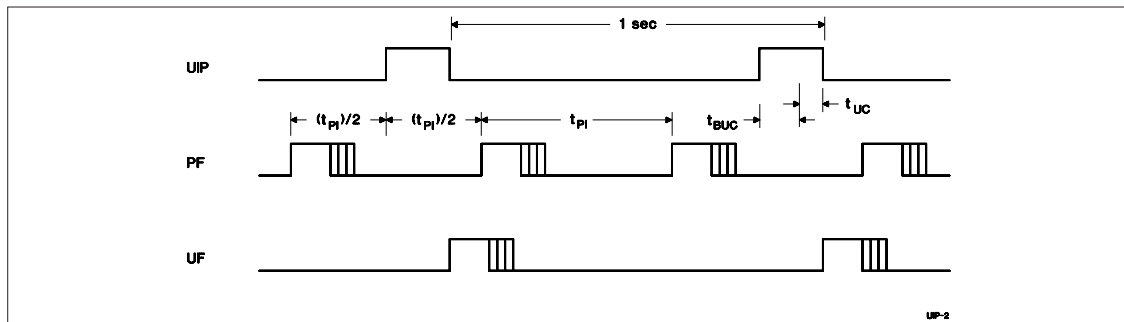 1 sec
UIP
tUC
(tPI)/2 (tPI)/2 tPI tBUC
PF
UF
UIP-2